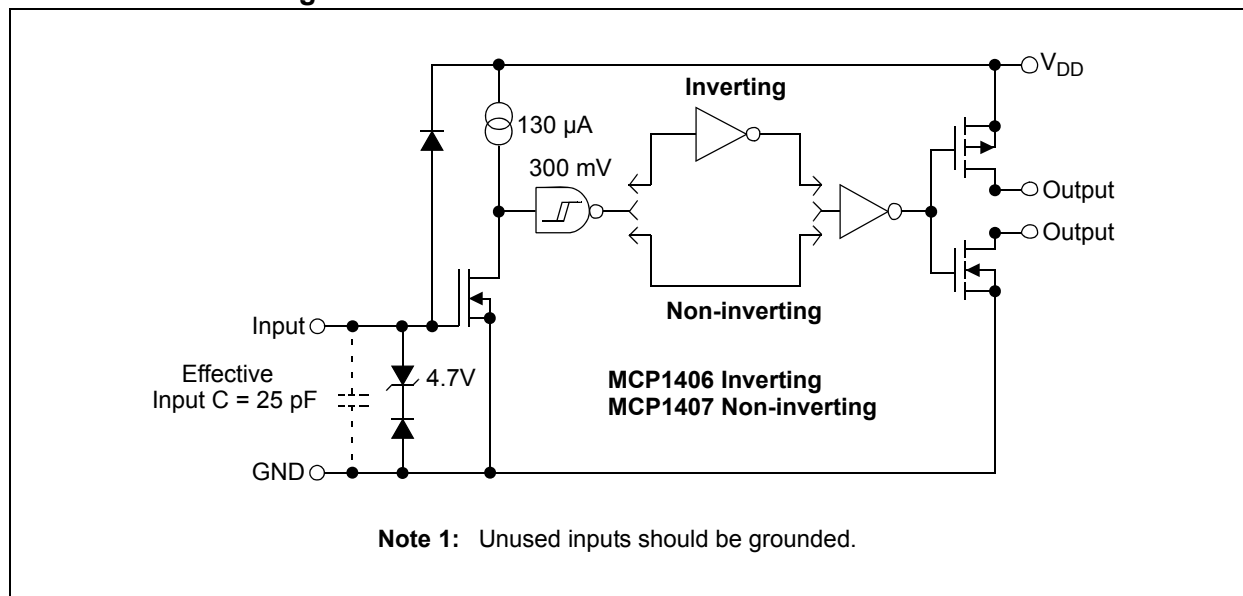 V_DD
Inverting
130 µA
300 mV
Output
Output
Non-inverting
Input
4.7V
Effective
Input C = 25 pF
MCP1406 Inverting
MCP1407 Non-inverting
GND
Note 1: Unused inputs should be grounded.